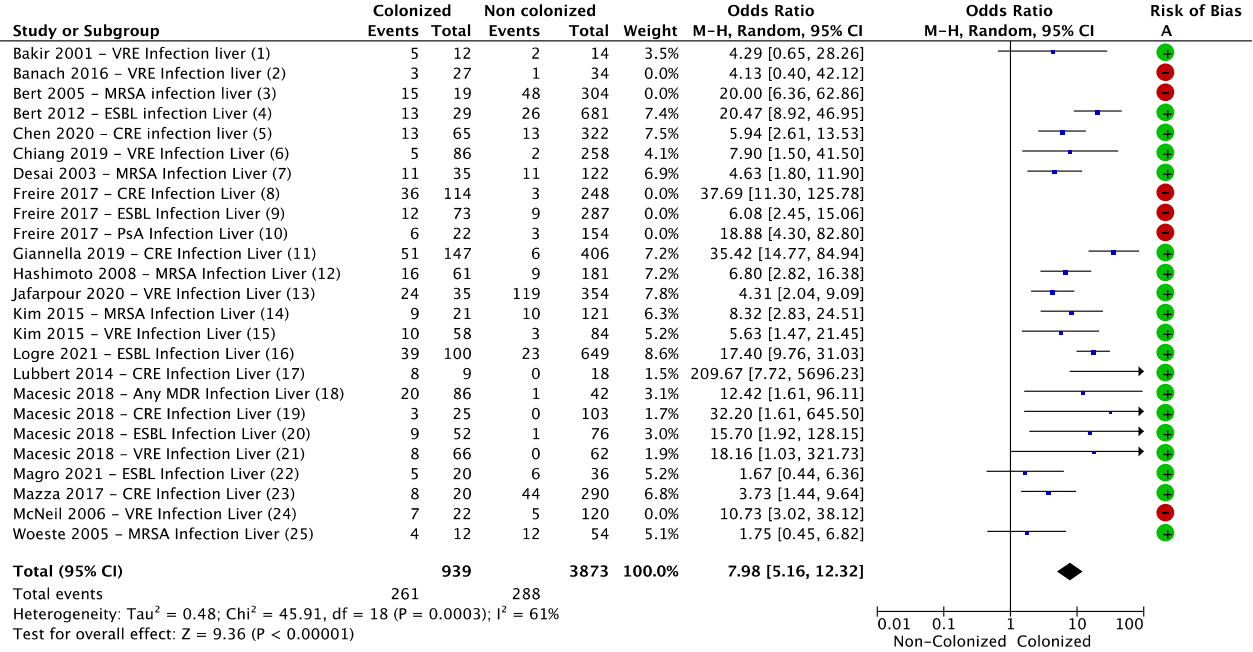 Colonized Non colonized Odds Ratio Odds Ratio Risk of Bias
Study or Subgroup Events Total Events Total Weight M-H, Random, 95% CI M-H, Random, 95% CI A
Bakir 2001 – VRE Infection liver (1) 5 12 2 14 3.5% 4.29 [0.65, 28.26] +
Banach 2016 – VRE Infection liver (2) 3 27 1 34 0.0% 4.13 [0.40, 42.12] –
Bert 2005 – MRSA infection liver (3) 15 19 48 304 0.0% 20.00 [6.36, 62.86] –
Bert 2012 – ESBL infection Liver (4) 13 29 26 681 7.4% 20.47 [8.92, 46.95] +
Chen 2020 – CRE infection Liver (5) 13 65 13 322 7.5% 5.94 [2.61, 13.53] +
Chiang 2019 – VRE Infection Liver (6) 5 86 2 258 4.1% 7.90 [1.50, 41.50] +
Desai 2003 – MRSA Infection Liver (7) 11 35 11 122 6.9% 4.63 [1.80, 11.90] +
Freire 2017 – CRE Infection Liver (8) 36 114 3 248 0.0% 37.69 [11.30, 125.78] –
Freire 2017 – ESBL Infection Liver (9) 12 73 9 287 0.0% 6.08 [2.45, 15.06] –
Freire 2017 – PsA Infection Liver (10) 6 22 3 154 0.0% 18.88 [4.30, 82.80] –
Giannella 2019 – CRE Infection Liver (11) 51 147 6 406 7.2% 35.42 [14.77, 84.94] +
Hashimoto 2008 – MRSA Infection Liver (12) 16 61 9 181 7.2% 6.80 [2.82, 16.38] +
Jafarpour 2020 – VRE Infection Liver (13) 24 35 119 354 7.8% 4.31 [2.04, 9.09] +
Kim 2015 – MRSA Infection Liver (14) 9 21 10 121 6.3% 8.32 [2.83, 24.51] +
Kim 2015 – VRE Infection Liver (15) 10 58 3 84 5.2% 5.63 [1.47, 21.45] +
Logre 2021 – ESBL Infection Liver (16) 39 100 23 649 8.6% 17.40 [9.76, 31.03] +
Lubbert 2014 – CRE Infection Liver (17) 8 9 0 18 1.5% 209.67 [7.72, 5696.23] +
Macesic 2018 – Any MDR Infection Liver (18) 20 86 1 42 3.1% 12.42 [1.61, 96.11] +
Macesic 2018 – CRE Infection Liver (19) 3 25 0 103 1.7% 32.20 [1.61, 645.50] +
Macesic 2018 – ESBL Infection Liver (20) 9 52 1 76 3.0% 15.70 [1.92, 128.15] +
Macesic 2018 – VRE Infection Liver (21) 8 66 0 62 1.9% 18.16 [1.03, 321.73] +
Magro 2021 – ESBL Infection Liver (22) 5 20 6 36 5.2% 1.67 [0.44, 6.36] +
Mazza 2017 – CRE Infection Liver (23) 8 20 44 290 6.8% 3.73 [1.44, 9.64] +
McNeil 2006 – VRE Infection Liver (24) 7 22 5 120 0.0% 10.73 [3.02, 38.12] –
Woeste 2005 – MRSA Infection Liver (25) 4 12 12 54 5.1% 1.75 [0.45, 6.82] +
Total (95% CI) 939 3873 100.0% 7.98 [5.16, 12.32]
Total events 261 288
Heterogeneity: Tau² = 0.48; Chi² = 45.91, df = 18 (P = 0.0003); I² = 61%
Test for overall effect: Z = 9.36 (P < 0.00001)
0.01 0.1 1 10 100
Non-Colonized Colonized